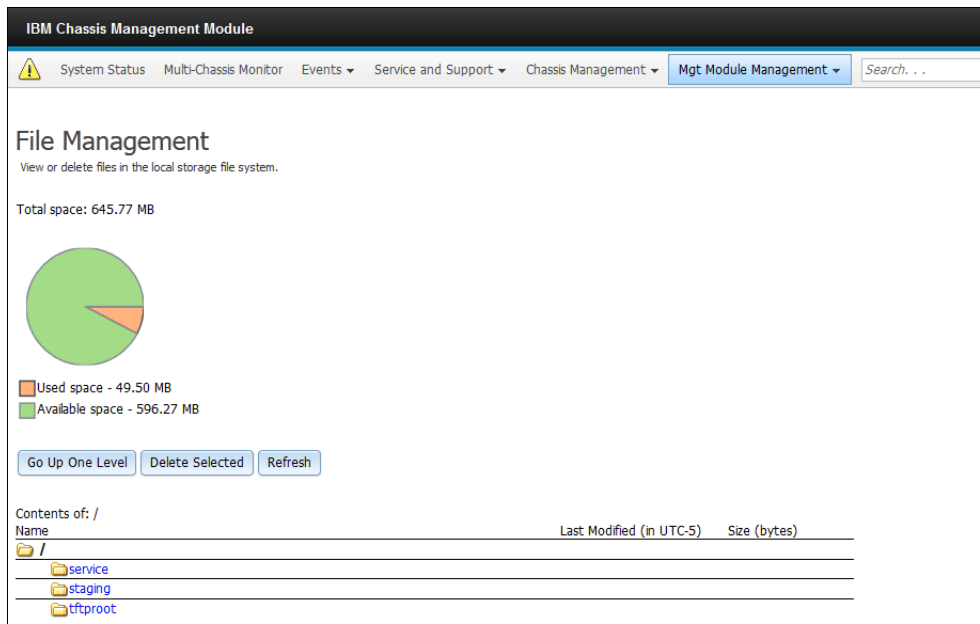 IBM Chassis Management Module
System Status Multi-Chassis Monitor Events Service and Support Chassis Management Mgt Module Management Search. . .
File Management
View or delete files in the local storage file system.
Total space: 645.77 MB
Used space - 49.50 MB
Available space - 596.27 MB
Go Up One Level Delete Selected Refresh
Contents of: /
Name Last Modified (in UTC-5) Size (bytes)
/
service
staging
tftproot